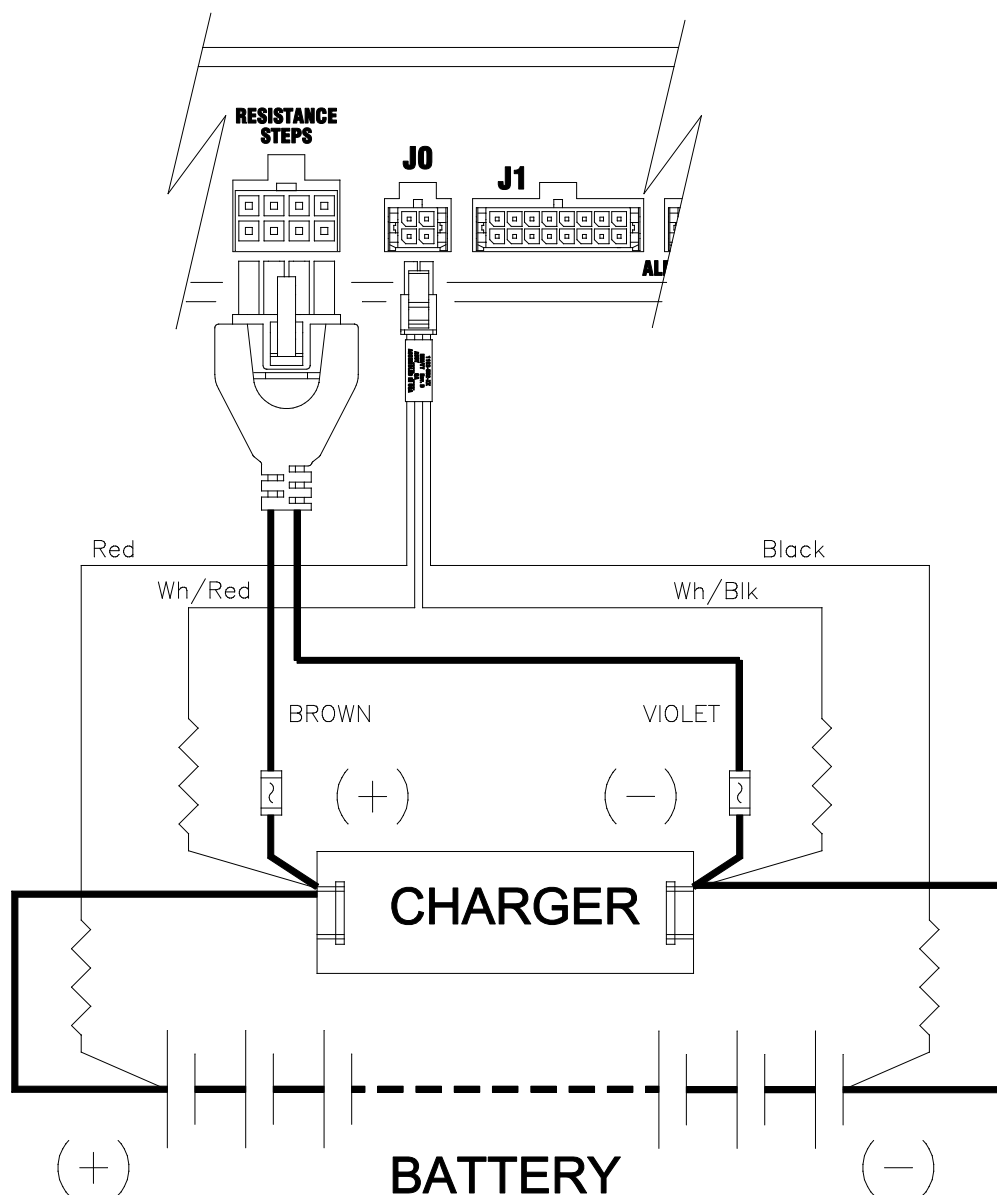 RESISTANCE
STEPS
J0
J1
Red
Black
Wh/Red
Wh/Blk
BROWN
VIOLET
(+)
(−)
CHARGER
(+)
BATTERY
(−)